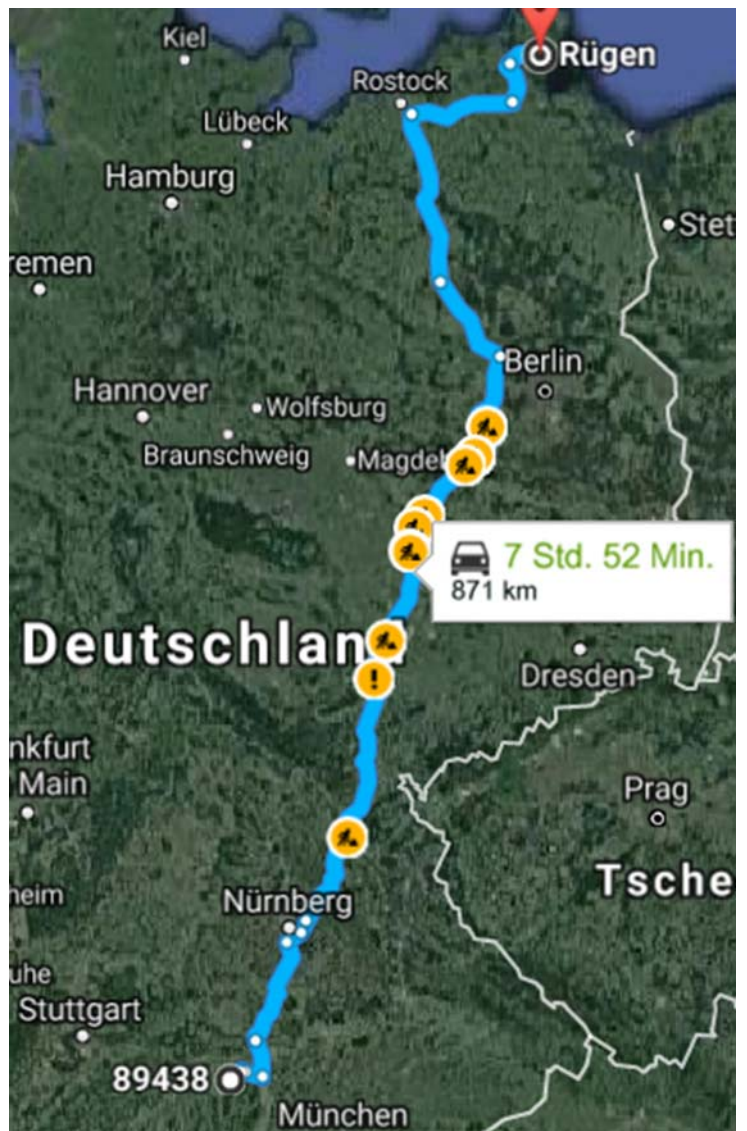 Kiel
Rügen
Rostock
Lübeck
Hamburg
Stet
remen
Berlin
Hannover
Wolfsburg
Braunschweig
Magdeb
7 Std. 52 Min.
871 km
Deutschland
Dresden
nkfurt
Main
Prag
Tsche
heim
Nürnberg
uhe
Stuttgart
89438
München